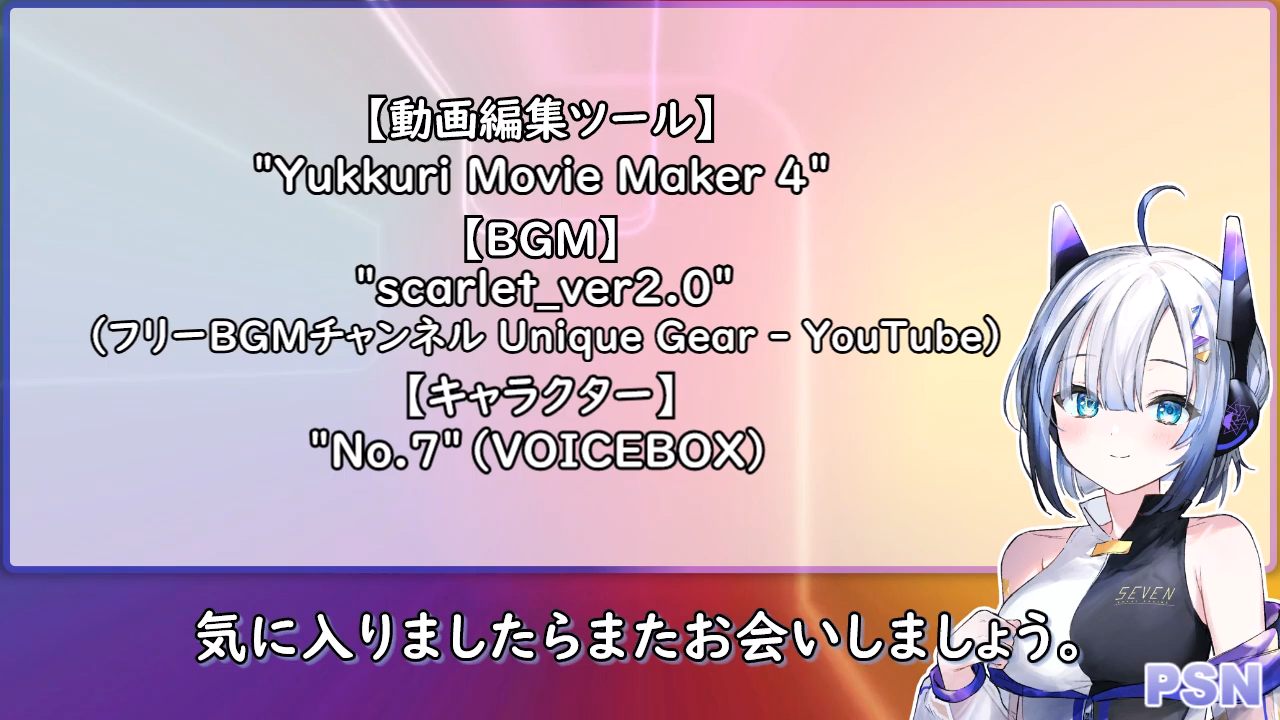 【動画編集ツール】
"Yukkuri Movie Maker 4"
【BGM】
"scarlet_ver2.0"
（フリーBGMチャンネル Unique Gear - YouTube）
【キャラクター】
"No.7"（VOICEBOX）
SEVEN
気に入りましたらまたお会いしましょう。
PSN